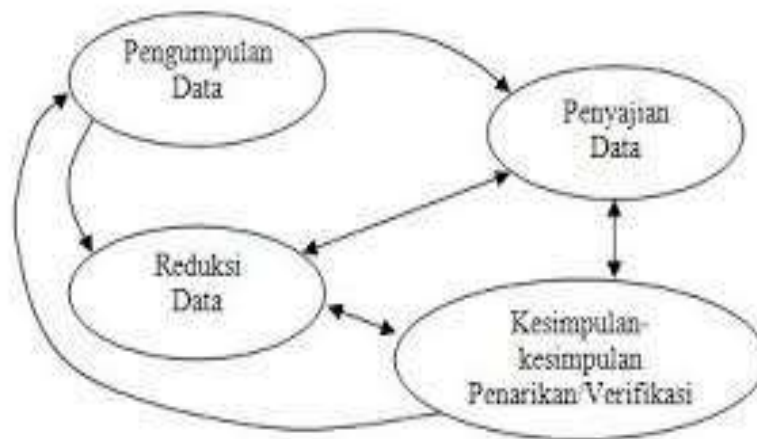 Pengumpulan
Data
Penyajian
Data
Reduksi
Data
Kesimpulan-
kesimpulan
Penarikan/Verifikasi